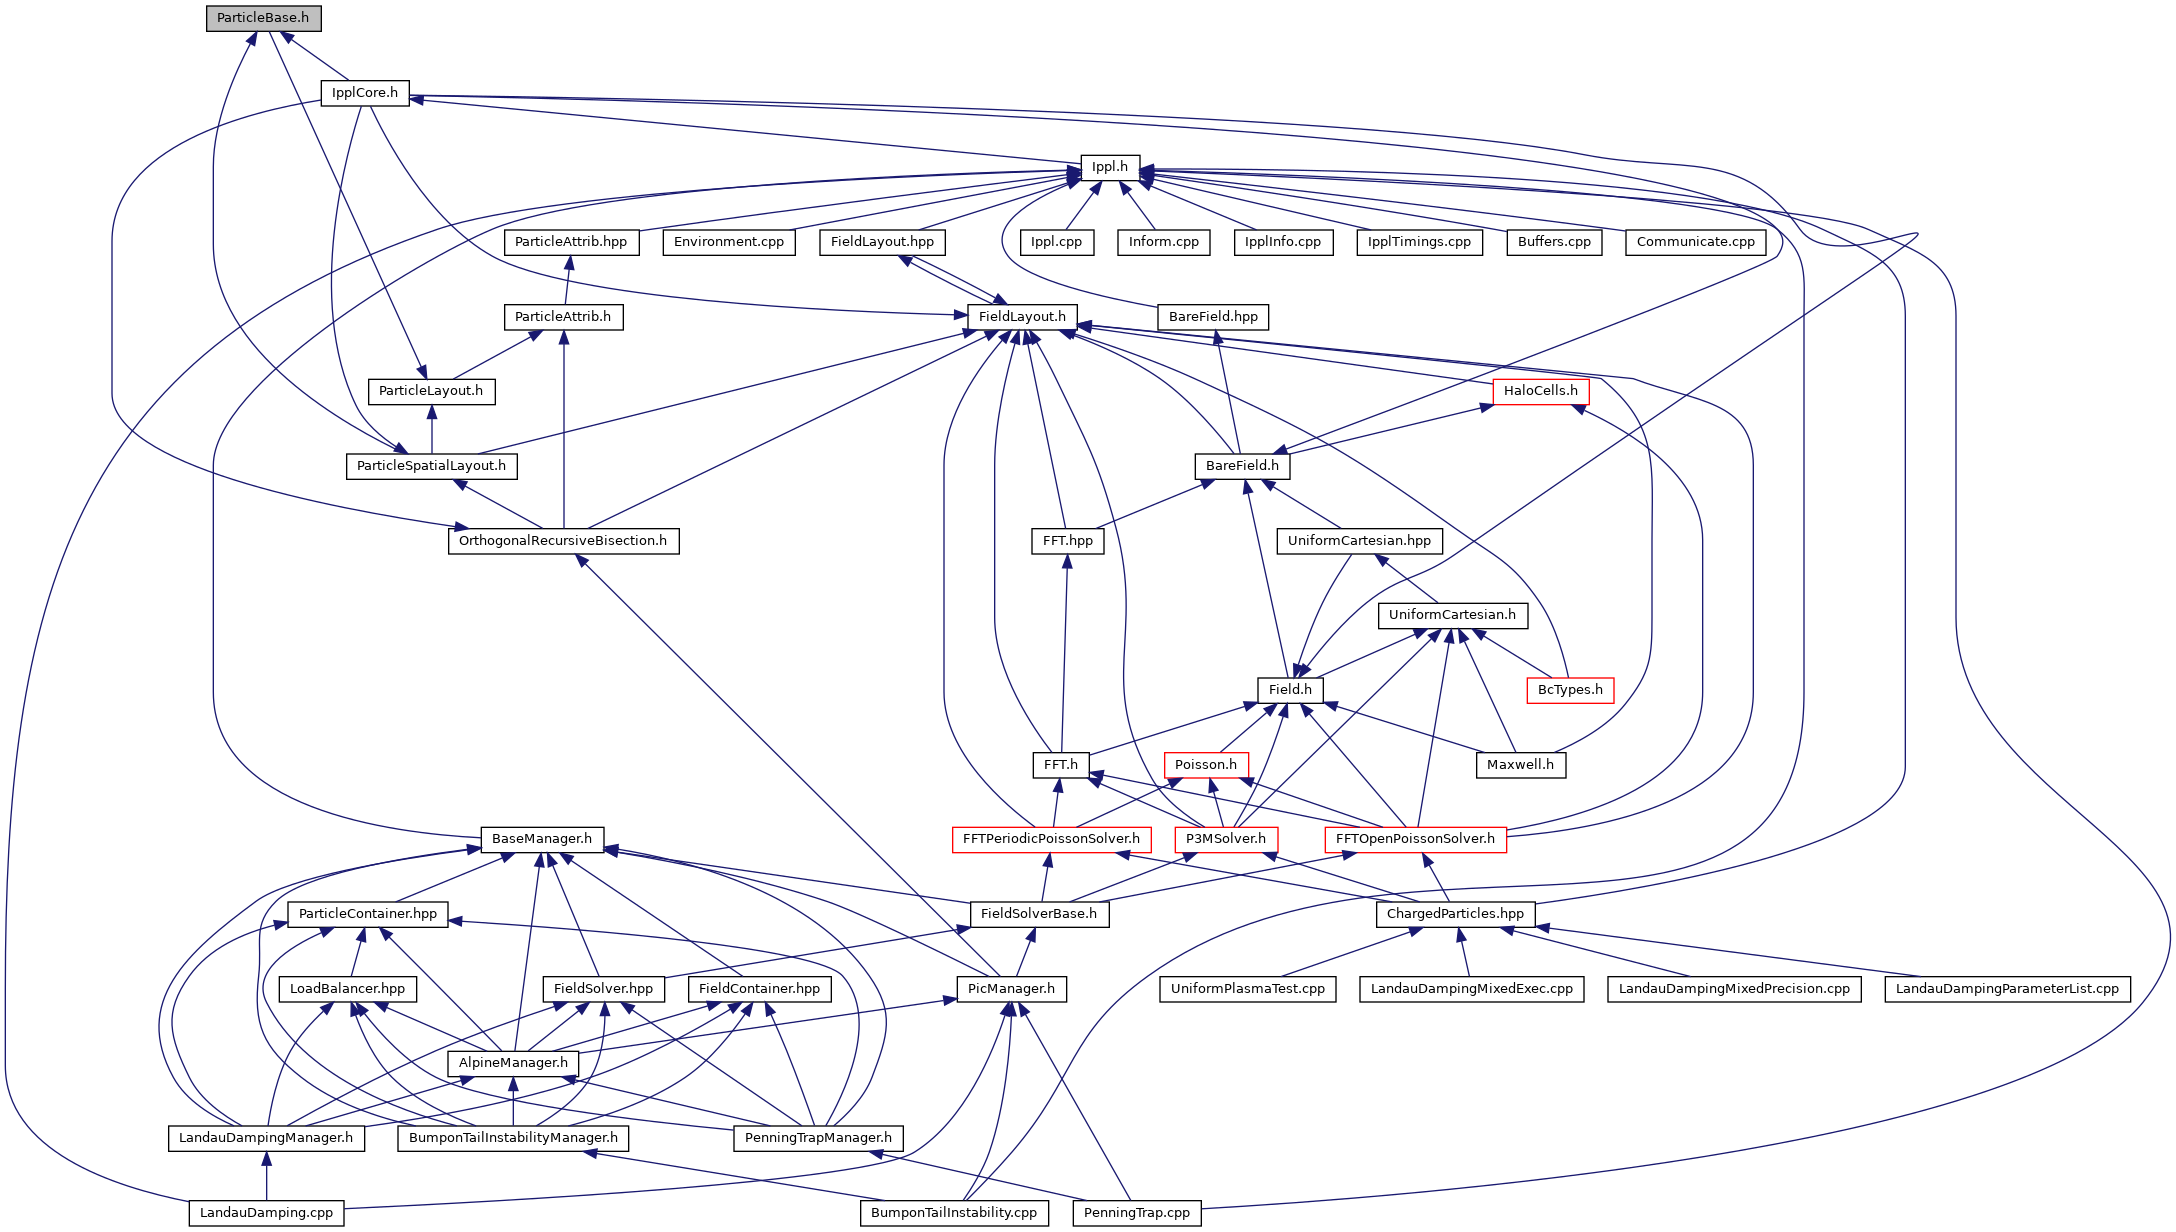 ParticleBase.h
IpplCore.h
Ippl.h
ParticleAttrib.hpp
Environment.cpp
FieldLayout.hpp
Ippl.cpp
Inform.cpp
IpplInfo.cpp
IpplTimings.cpp
Buffers.cpp
Communicate.cpp
ParticleAttrib.h
FieldLayout.h
BareField.hpp
ParticleLayout.h
HaloCells.h
ParticleSpatialLayout.h
BareField.h
OrthogonalRecursiveBisection.h
FFT.hpp
UniformCartesian.hpp
UniformCartesian.h
Field.h
BcTypes.h
FFT.h
Poisson.h
Maxwell.h
BaseManager.h
FFTPeriodicPoissonSolver.h
P3MSolver.h
FFTOpenPoissonSolver.h
ParticleContainer.hpp
FieldSolverBase.h
ChargedParticles.hpp
LoadBalancer.hpp
FieldSolver.hpp
FieldContainer.hpp
PicManager.h
UniformPlasmaTest.cpp
LandauDampingMixedExec.cpp
LandauDampingMixedPrecision.cpp
LandauDampingParameterList.cpp
AlpineManager.h
LandauDampingManager.h
BumponTailInstabilityManager.h
PenningTrapManager.h
LandauDamping.cpp
BumponTailInstability.cpp
PenningTrap.cpp